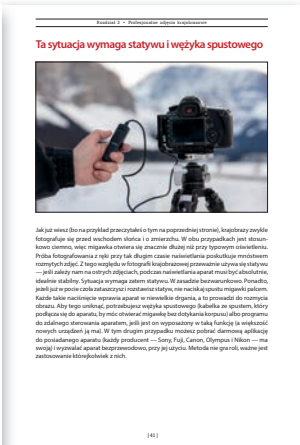 Rozdział 2 • Profesjonalne zdjęcia krajobrazowe
Ta sytuacja wymaga statywu i wężyka spustowego
Jak już wiesz (bo na przykład przeczytałeś o tym na poprzedniej stronie), krajobrazy zwykle
fotografuje się przed wschodem słońca i o zmierzchu. W obu przypadkach jest stosun-
kowo ciemno, więc migawka otwiera się znacznie dłużej niż przy typowym oświetleniu.
Próba fotografowania z ręki przy tak długim czasie naświetlania poskutkuje mnóstwem
rozmytych zdjęć. Z tego względu w fotografii krajobrazowej przeważnie używa się statywu
— jeśli zależy nam na ostrych zdjęciach, podczas naświetlania aparat musi być absolutnie,
idealnie stabilny. Sytuacja wymaga zatem statywu. W zasadzie bezwarunkowo. Ponadto,
jeżeli już w pocie czoła zataszczysz i rozstawisz statyw, nie naciskaj spustu migawki palcem.
Każde takie naciśnięcie wprawia aparat w niewielkie drgania, a to prowadzi do rozmycia
obrazu. Aby tego uniknąć, potrzebujesz wężyka spustowego (kabelka ze spustem, który
podłącza się do aparatu, by móc otwierać migawkę bez dotykania korpusu) albo programu
do zdalnego sterowania aparatem, jeśli jest on wyposażony w taką funkcję (a większość
nowych urządzeń ją ma). W tym drugim przypadku możesz pobrać darmową aplikację
do posiadanego aparatu (każdy producent — Sony, Fuji, Canon, Olympus i Nikon — ma
swoją) i wyzwalać aparat bezprzewodowo, przy jej użyciu. Metoda nie gra roli, ważne jest
zastosowanie którejkolwiek z nich.
[ 43 ]